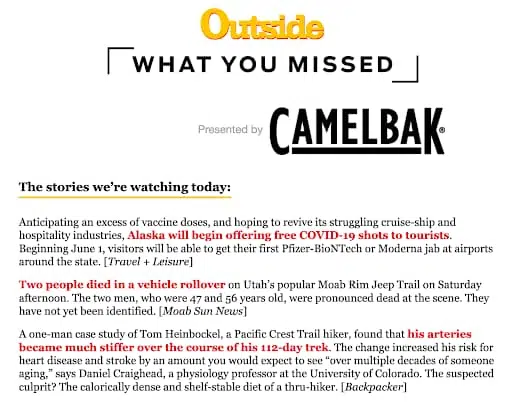 Outside
WHAT YOU MISSED
Presented by CAMELBAK®
The stories we're watching today:
Anticipating an excess of vaccine doses, and hoping to revive its struggling cruise-ship and
hospitality industries, Alaska will begin offering free COVID-19 shots to tourists.
Beginning June 1, visitors will be able to get their first Pfizer-BioNTech or Moderna jab at airports
around the state. [Travel + Leisure]
Two people died in a vehicle rollover on Utah's popular Moab Rim Jeep Trail on Saturday
afternoon. The two men, who were 47 and 56 years old, were pronounced dead at the scene. They
have not yet been identified. [Moab Sun News]
A one-man case study of Tom Heinbockel, a Pacific Crest Trail hiker, found that his arteries
became much stiffer over the course of his 112-day trek. The change increased his risk for
heart disease and stroke by an amount you would expect to see “over multiple decades of someone
aging,” says Daniel Craighead, a physiology professor at the University of Colorado. The suspected
culprit? The calorically dense and shelf-stable diet of a thru-hiker. [Backpacker]